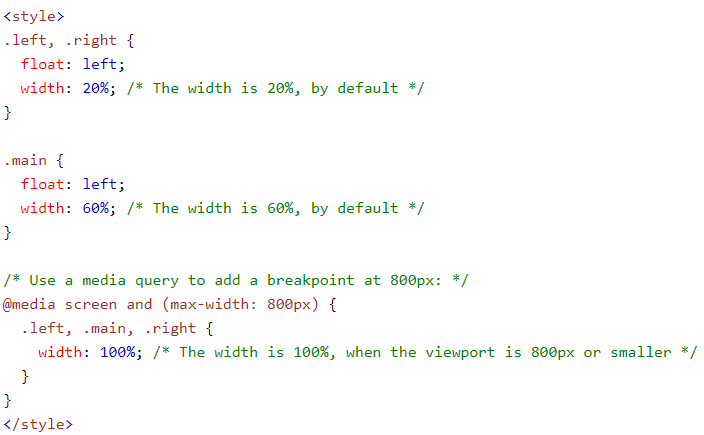 <style>
.left, .right {
  float: left;
  width: 20%; /* The width is 20%, by default */
}

.main {
  float: left;
  width: 60%; /* The width is 60%, by default */
}

/* Use a media query to add a breakpoint at 800px: */
@media screen and (max-width: 800px) {
  .left, .main, .right {
    width: 100%; /* The width is 100%, when the viewport is 800px or smaller */
  }
}
</style>